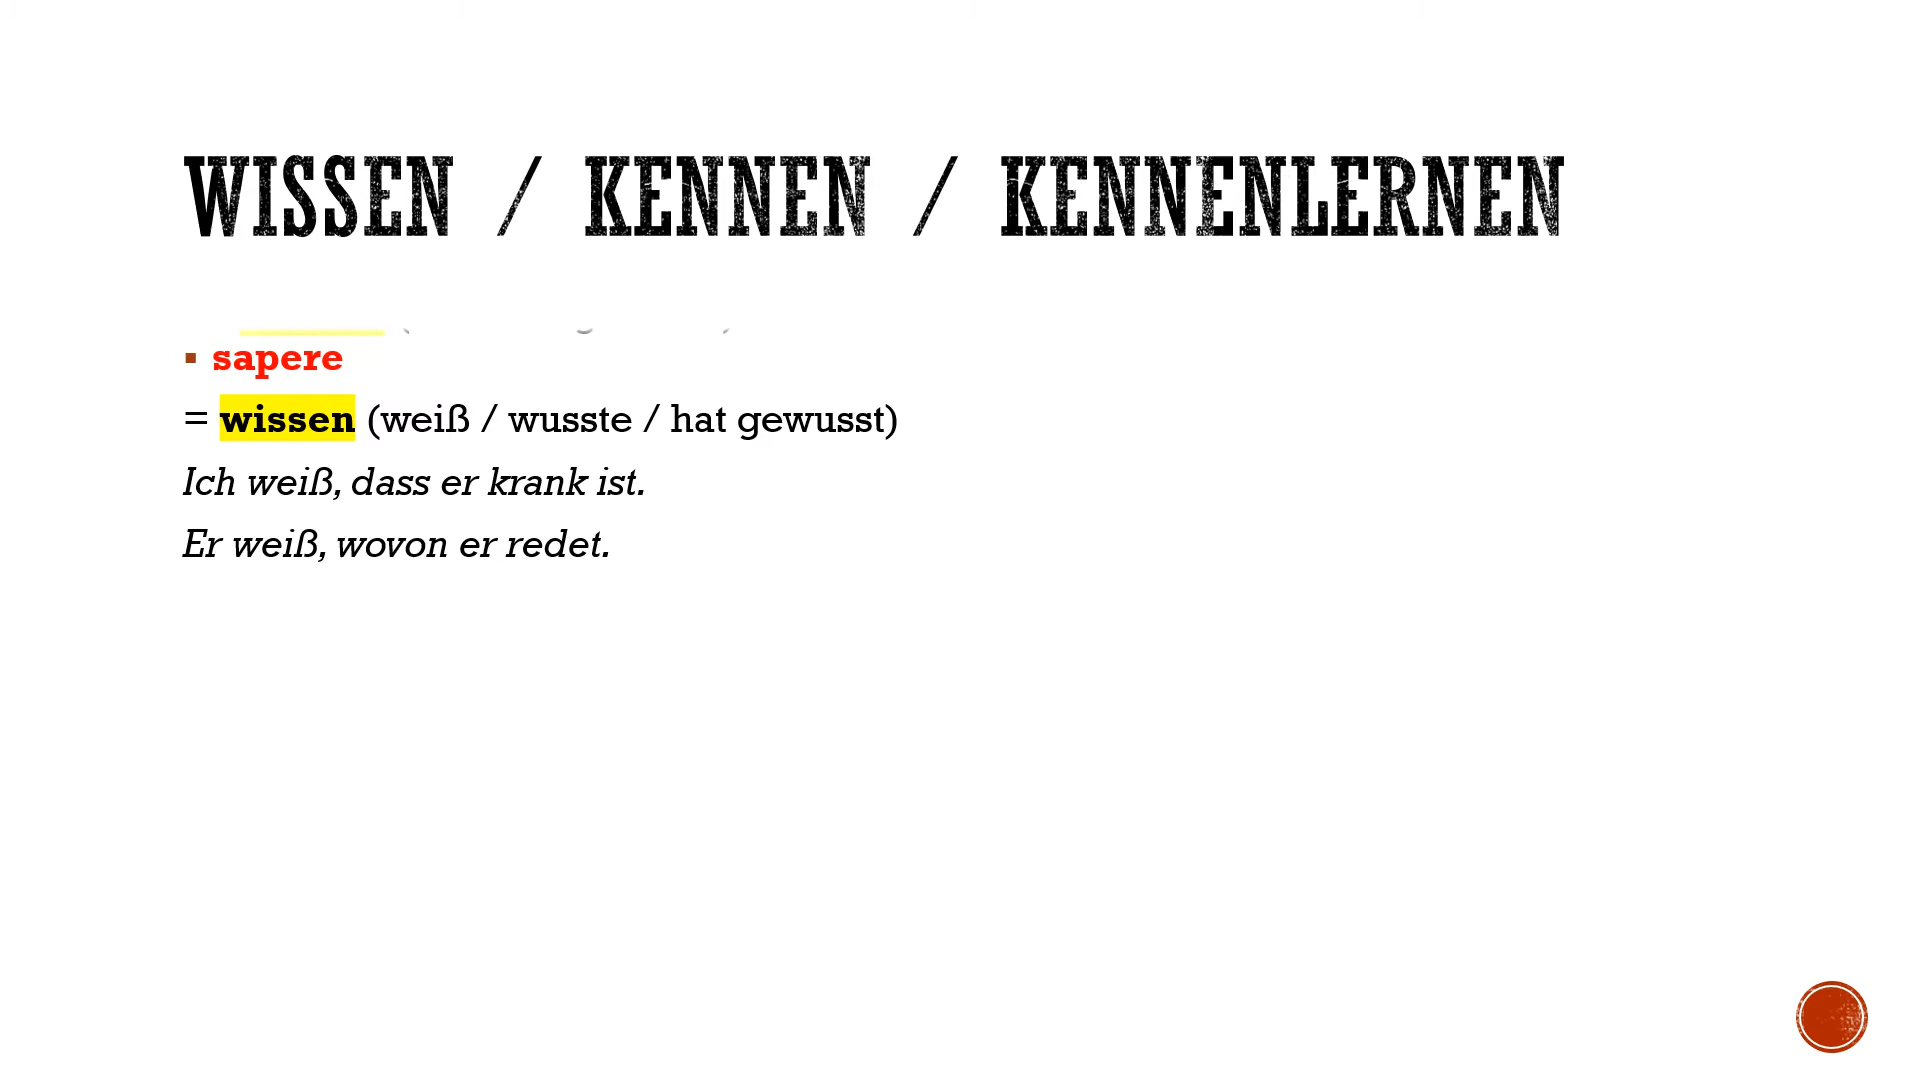 WISSEN / KENNEN / KENNENLERNEN
▪ sapere
= wissen (weiß / wusste / hat gewusst)
Ich weiß, dass er krank ist.
Er weiß, wovon er redet.